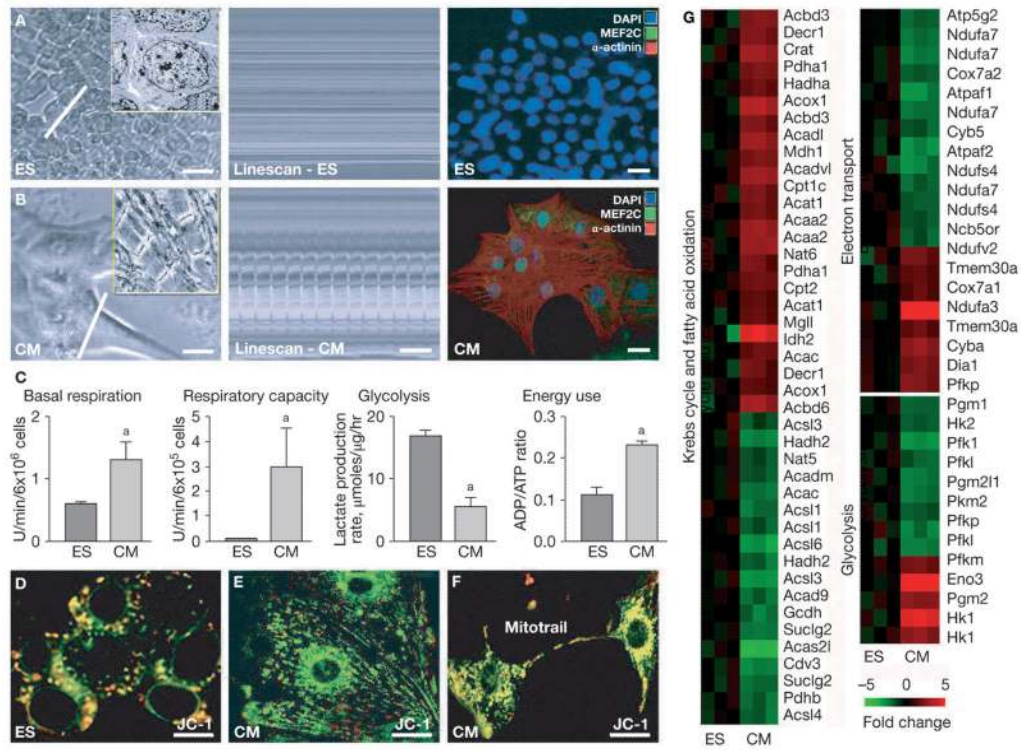 A
DAPI
MEF2C
α-actinin
ES
Linescan - ES
ES
B
DAPI
MEF2C
α-actinin
CM
Linescan - CM
CM
C
Basal respiration
Respiratory capacity
Glycolysis
Energy use
U/min/6x10⁶ cells
2
1
0
a
ES
CM
U/min/6x10⁵ cells
5
4
3
2
1
0
a
ES
CM
Lactate production
rate, µmoles/µg/hr
20
10
0
a
ES
CM
ADP/ATP ratio
0.3
0.2
0.1
0.0
a
ES
CM
D
ES
JC-1
E
CM
JC-1
F
Mitotrail
CM
JC-1
G
Krebs cycle and fatty acid oxidation
Acbd3
Decr1
Crat
Pdha1
Hadha
Acox1
Acbd3
Acadl
Mdh1
Acadvl
Cpt1c
Acat1
Acaa2
Acaa2
Nat6
Pdha1
Cpt2
Acat1
Mgll
Idh2
Acac
Decr1
Acox1
Acbd6
Acsl3
Hadh2
Nat5
Acadm
Acac
Acsl1
Acsl1
Acsl6
Hadh2
Acsl3
Acad9
Gcdh
Suclg2
Acas2l
Cdv3
Suclg2
Pdhb
Acsl4
ES
CM
Electron transport
Atp5g2
Ndufa7
Ndufa7
Cox7a2
Atpaf1
Ndufa7
Cyb5
Atpaf2
Ndufs4
Ndufa7
Ndufs4
Ncb5or
Ndufv2
Tmem30a
Cox7a1
Ndufa3
Tmem30a
Cyba
Dia1
Pfkp
Glycolysis
Pgm1
Hk2
Pfk1
Pfkl
Pgm2l1
Pkm2
Pfkp
Pfkl
Pfkm
Eno3
Pgm2
Hk1
Hk1
ES
CM
−5
0
5
Fold change